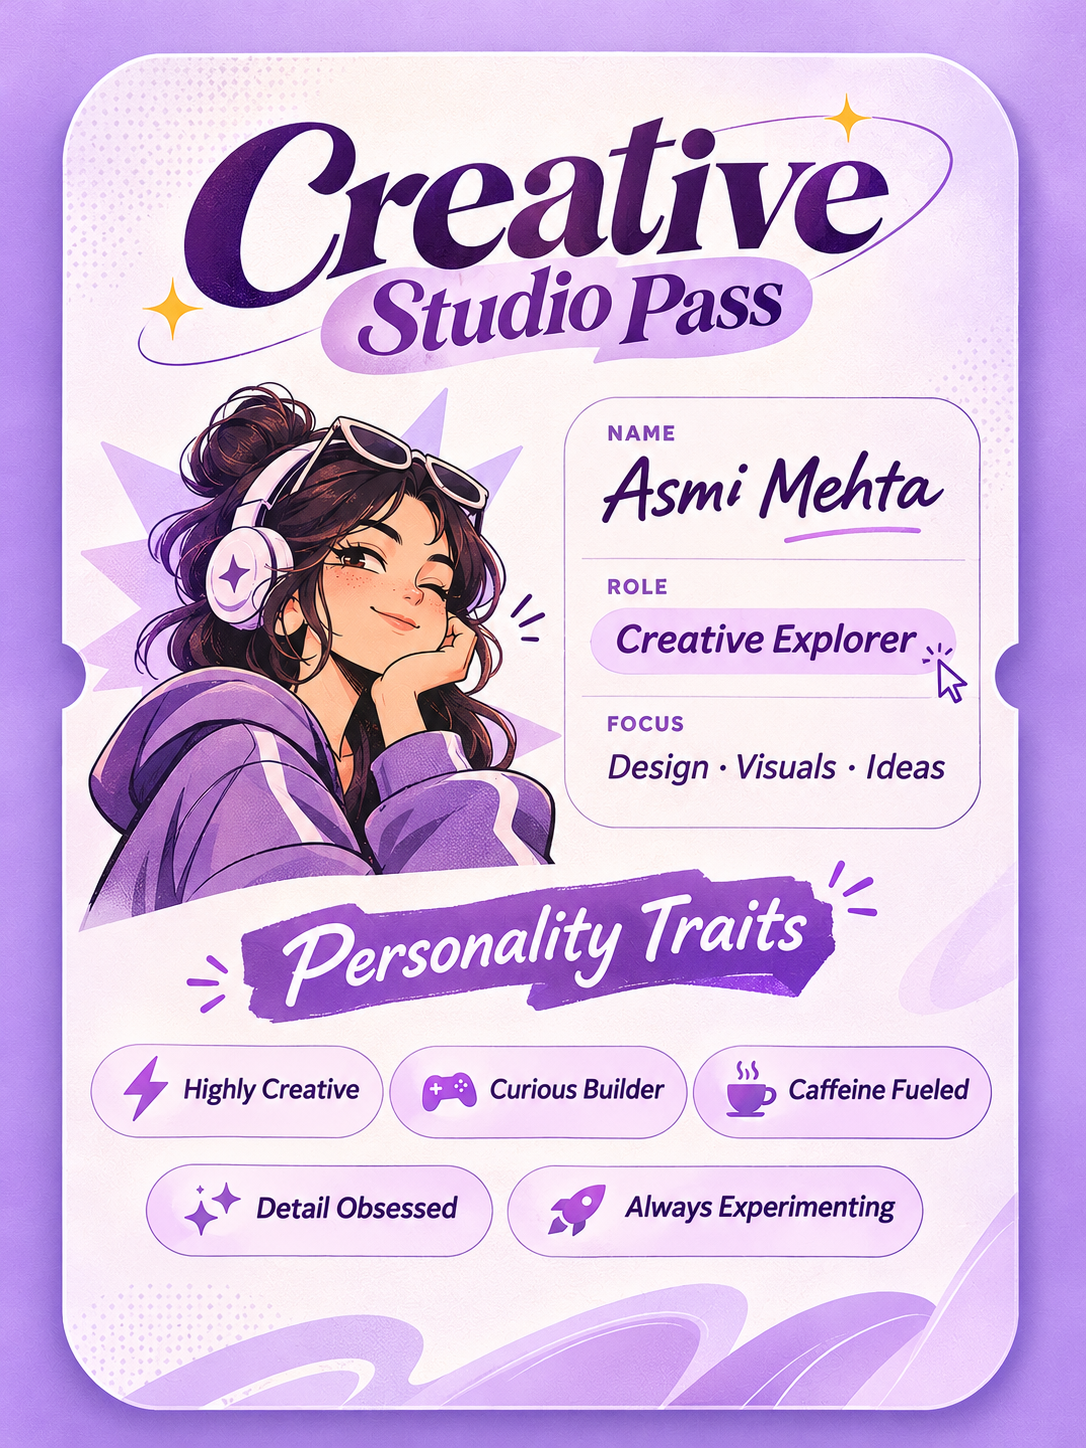 Creative
Studio Pass
NAME
Asmi Mehta
ROLE
Creative Explorer
FOCUS
Design • Visuals • Ideas
Personality Traits
Highly Creative
Curious Builder
Caffeine Fueled
Detail Obsessed
Always Experimenting